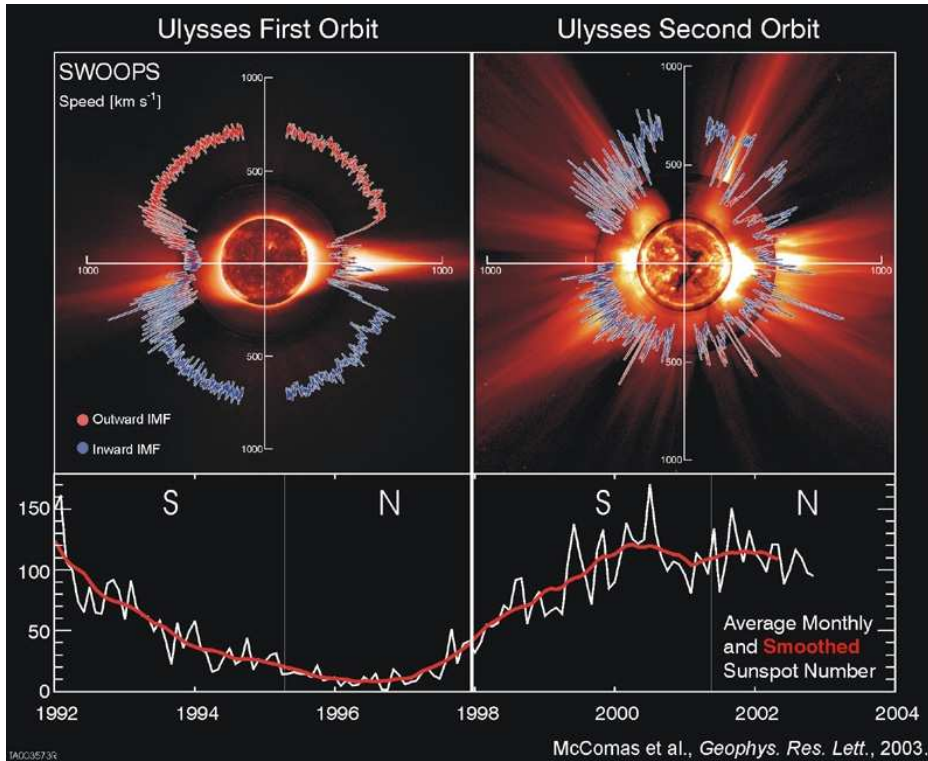 Ulysses First Orbit
Ulysses Second Orbit
SWOOPS
Speed [km s-1]
1000
500
1000
1000
500
1000
Outward IMF
Inward IMF
1000
500
1000
1000
500
1000
S
N
S
N
150
100
50
0
Average Monthly
and Smoothed
Sunspot Number
1992
1994
1996
1998
2000
2002
2004
IA003573R
McComas et al., Geophys. Res. Lett., 2003.